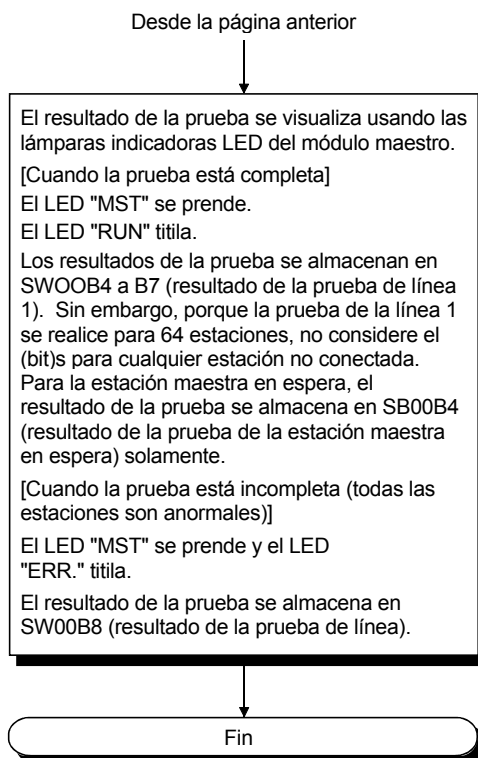 Desde la página anterior
El resultado de la prueba se visualiza usando las
lámparas indicadoras LED del módulo maestro.
[Cuando la prueba está completa]
El LED "MST" se prende.
El LED "RUN" titila.
Los resultados de la prueba se almacenan en
SWOOB4 a B7 (resultado de la prueba de línea
1).  Sin embargo, porque la prueba de la línea 1
se realice para 64 estaciones, no considere el
(bit)s para cualquier estación no conectada.
Para la estación maestra en espera, el
resultado de la prueba se almacena en SB00B4
(resultado de la prueba de la estación maestra
en espera) solamente.
[Cuando la prueba está incompleta (todas las
estaciones son anormales)]
El LED "MST" se prende y el LED
"ERR." titila.
El resultado de la prueba se almacena en
SW00B8 (resultado de la prueba de línea).
Fin